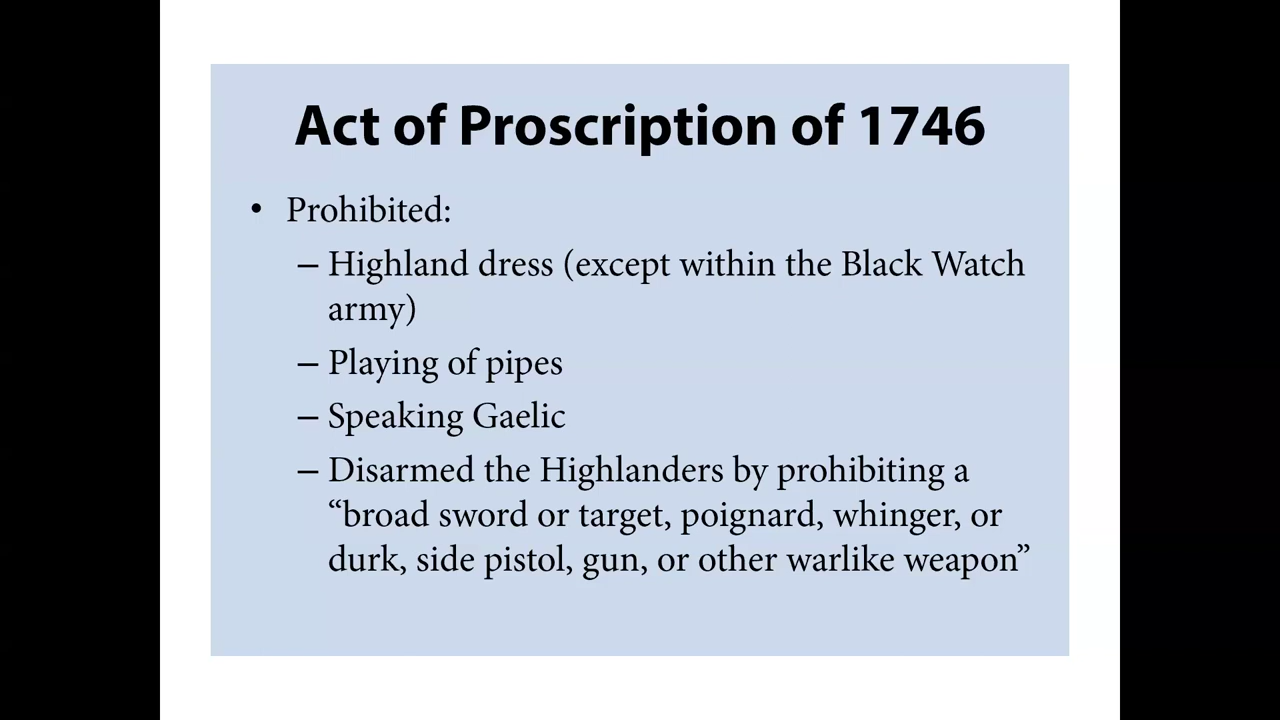 Act of Proscription of 1746
• Prohibited:
– Highland dress (except within the Black Watch
army)
– Playing of pipes
– Speaking Gaelic
– Disarmed the Highlanders by prohibiting a
“broad sword or target, poignard, whinger, or
durk, side pistol, gun, or other warlike weapon”